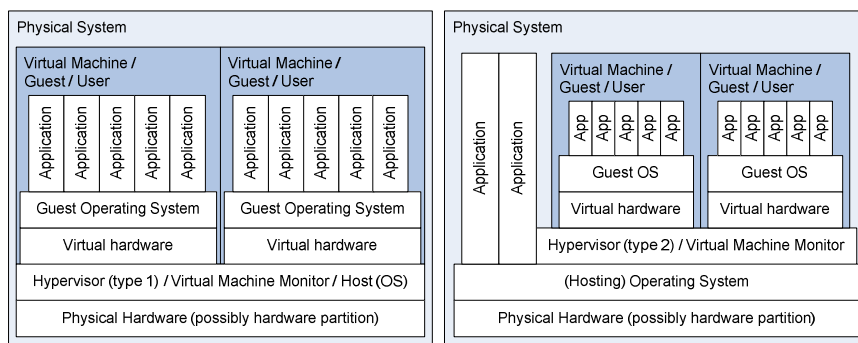 Physical System
Virtual Machine /
Guest / User
Application
Application
Application
Application
Application
Guest Operating System
Virtual hardware
Virtual Machine /
Guest / User
Application
Application
Application
Application
Application
Guest Operating System
Virtual hardware
Hypervisor (type 1) / Virtual Machine Monitor / Host (OS)
Physical Hardware (possibly hardware partition)
Physical System
Application
Application
Virtual Machine /
Guest / User
App
App
App
App
App
Guest OS
Virtual hardware
Virtual Machine /
Guest / User
App
App
App
App
App
Guest OS
Virtual hardware
Hypervisor (type 2) / Virtual Machine Monitor
(Hosting) Operating System
Physical Hardware (possibly hardware partition)